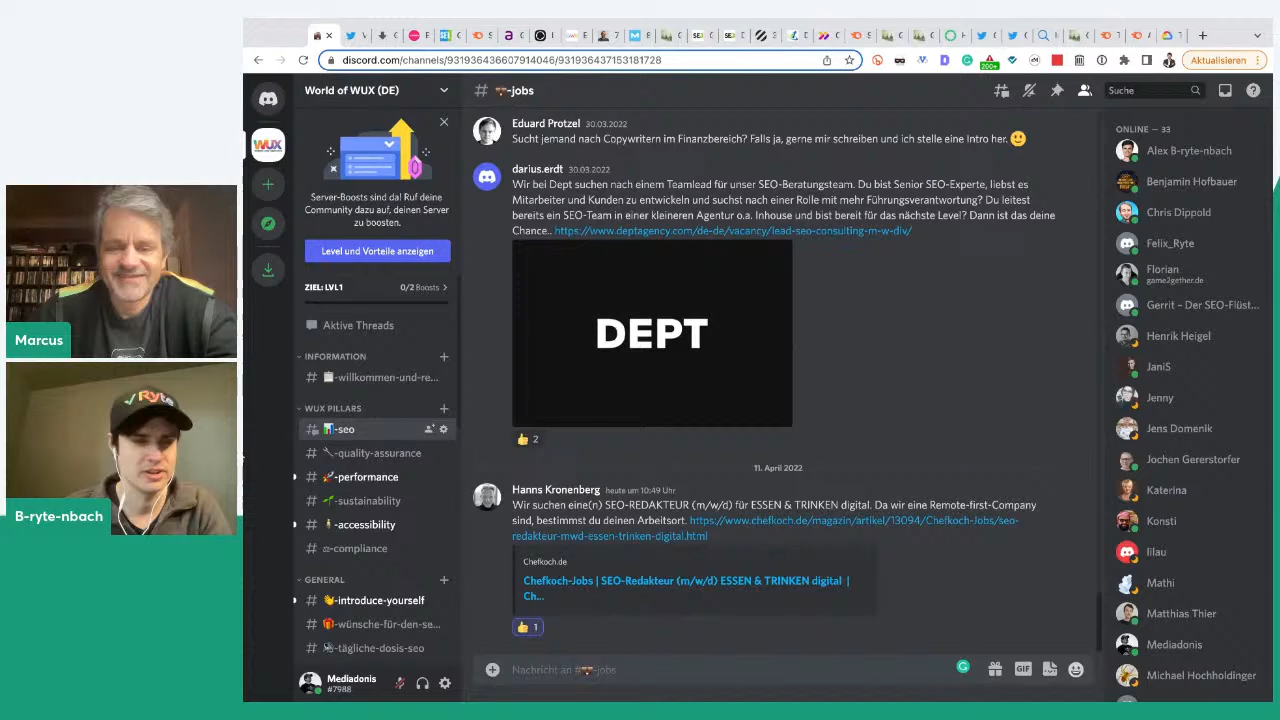 discord.com/channels/931936436607914046/931936437153181728
200+
Aktualisieren
World of WUX (DE)
-jobs
Suche
WUX
Server-Boosts sind dal Ruf deine
Community dazu auf, deinen Server
zu boosten.
Level und Vorteile anzeigen
ZIEL: LVL1
0/2 Boosts
Aktive Threads
INFORMATION
-willkommen-und-re...
WUX PILLARS
-seo
-quality-assurance
-performance
-sustainability
-accessibility
-compliance
GENERAL
-introduce-yourself
-wünsche-für-den-se...
-tägliche-dosis-seo
Mediadonis
#7988
Eduard Protzel 30.03.2022
Sucht jemand nach Copywritern im Finanzbereich? Falls ja, gerne mir schreiben und ich stelle eine Intro her.
darius.erdt 30.03.2022
Wir bei Dept suchen nach einem Teamlead für unser SEO-Beratungsteam. Du bist Senior SEO-Experte, liebst es
Mitarbeiter und Kunden zu entwickeln und suchst nach einer Rolle mit mehr Führungsverantwortung? Du leitest
bereits ein SEO-Team in einer kleineren Agentur o.a. Inhouse und bist bereit für das nächste Level? Dann ist das deine
Chance.. https://www.deptagency.com/de-de/vacancy/lead-seo-consulting-m-w-div/
DEPT
2
11. April 2022
Hanns Kronenberg heute um 10:49 Uhr
Wir suchen eine(n) SEO-REDAKTEUR (m/w/d) für ESSEN & TRINKEN digital. Da wir eine Remote-first-Company
sind, bestimmst du deinen Arbeitsort. https://www.chefkoch.de/magazin/artikel/13094/Chefkoch-Jobs/seo-
redakteur-mwd-essen-trinken-digital.html
Chefkoch.de
Chefkoch-Jobs | SEO-Redakteur (m/w/d) ESSEN & TRINKEN digital |
Ch...
1
Nachricht an #-jobs
GIF
ONLINE — 33
Alex B-ryte-nbach
Benjamin Hofbauer
Chris Dippold
Felix_Ryte
Florian
game2gether.de
Gerrit – Der SEO-Flüst...
Henrik Heigel
JaniS
Jenny
Jens Domenik
Jochen Gererstorfer
Katerina
Konsti
lilau
Mathi
Matthias Thier
Mediadonis
Michael Hochholdinger
Marcus
Ryte
B-ryte-nbach